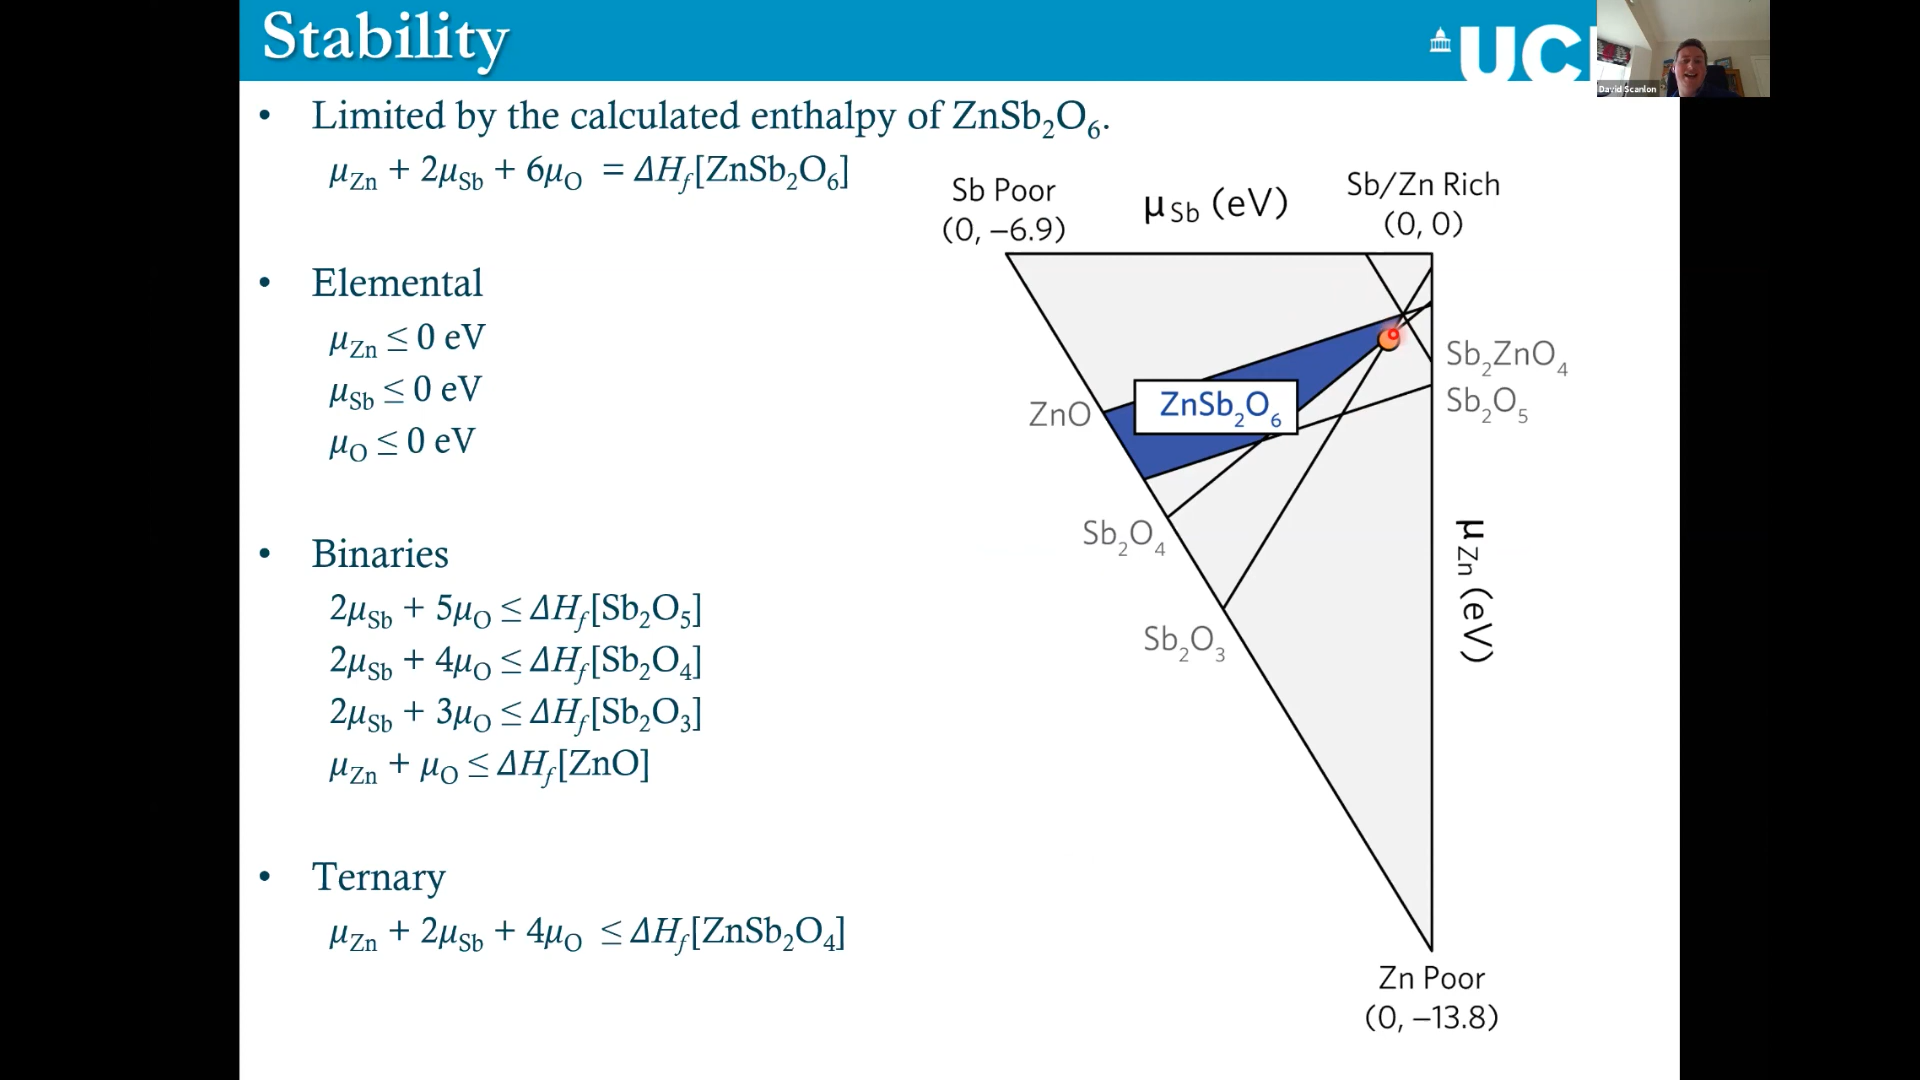 Stability
UCL
David Scanlon
• Limited by the calculated enthalpy of ZnSb₂O₆.
μZn + 2μSb + 6μO = ΔHf[ZnSb₂O₆]
• Elemental
μZn ≤ 0 eV
μSb ≤ 0 eV
μO ≤ 0 eV
• Binaries
2μSb + 5μO ≤ ΔHf[Sb₂O₅]
2μSb + 4μO ≤ ΔHf[Sb₂O₄]
2μSb + 3μO ≤ ΔHf[Sb₂O₃]
μZn + μO ≤ ΔHf[ZnO]
• Ternary
μZn + 2μSb + 4μO ≤ ΔHf[ZnSb₂O₄]
Sb Poor
(0, –6.9)
μSb (eV)
Sb/Zn Rich
(0, 0)
Sb₂ZnO₄
Sb₂O₅
ZnO
ZnSb₂O₆
Sb₂O₄
Sb₂O₃
μZn (eV)
Zn Poor
(0, –13.8)